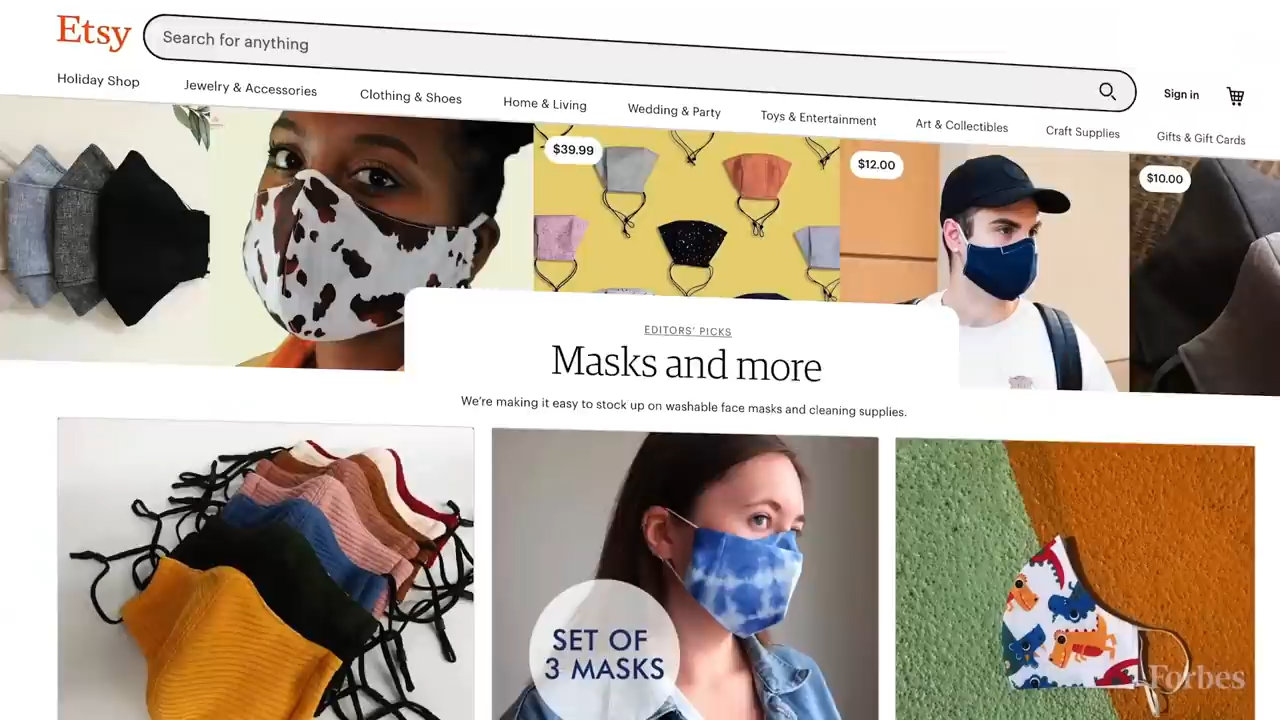 Etsy
Search for anything
Sign in
Holiday Shop
Jewelry & Accessories
Clothing & Shoes
Home & Living
Wedding & Party
Toys & Entertainment
Art & Collectibles
Craft Supplies
Gifts & Gift Cards
$39.99
$12.00
$10.00
EDITORS' PICKS
Masks and more
We're making it easy to stock up on washable face masks and cleaning supplies.
SET OF
3 MASKS
Forbes